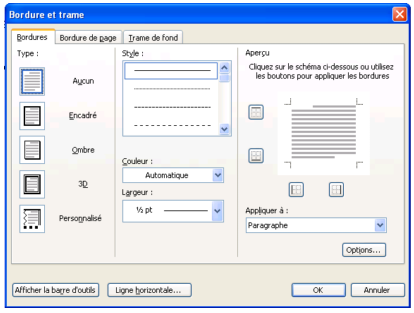 Bordure et trame
Bordures
Bordure de page
Trame de fond
Type :
Aucun
Encadré
Ombre
3D
Personnalisé
Style :
Couleur :
Automatique
Largeur :
½ pt
Aperçu
Cliquez sur le schéma ci-dessous ou utilisez
les boutons pour appliquer les bordures
Appliquer à :
Paragraphe
Options...
Afficher la barre d'outils
Ligne horizontale...
OK
Annuler